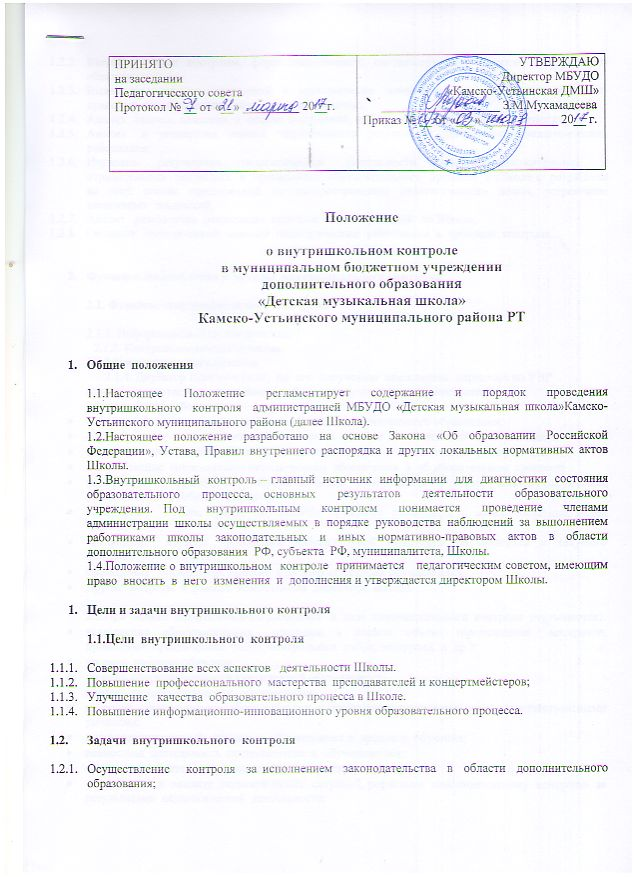 ПРИНЯТО
на заседании
Педагогического совета
Протокол № 7 от «21» марта 2017 г.
УТВЕРЖДАЮ
Директор МБУДО
«Камско-Устьинская ДМШ»
З.М.Мухамадеева
Приказ № от «03» 2017 г.
Положение
о внутришкольном контроле
в муниципальном бюджетном учреждении
дополнительного образования
«Детская музыкальная школа»
Камско-Устьинского муниципального района РТ
1. Общие положения
1.1.Настоящее Положение регламентирует содержание и порядок проведения
внутришкольного контроля администрацией МБУДО «Детская музыкальная школа»Камско-
Устьинского муниципального района (далее Школа).
1.2.Настоящее положение разработано на основе Закона «Об образовании Российской
Федерации», Устава, Правил внутреннего распорядка и других локальных нормативных актов
Школы.
1.3.Внутришкольный контроль – главный источник информации для диагностики состояния
образовательного процесса, основных результатов деятельности образовательного
учреждения. Под внутришкольным контролем понимается проведение членами
администрации школы осуществляемых в порядке руководства наблюдений за выполнением
работниками школы законодательных и иных нормативно-правовых актов в области
дополнительного образования РФ, субъекта РФ, муниципалитета, Школы.
1.4.Положение о внутришкольном контроле принимается педагогическим советом, имеющим
право вносить в него изменения и дополнения и утверждается директором Школы.
1. Цели и задачи внутришкольного контроля
1.1.Цели внутришкольного контроля
1.1.1. Совершенствование всех аспектов деятельности Школы.
1.1.2. Повышение профессионального мастерства преподавателей и концертмейстеров;
1.1.3. Улучшение качества образовательного процесса в Школе.
1.1.4. Повышение информационно-инновационного уровня образовательного процесса.
1.2. Задачи внутришкольного контроля
1.2.1. Осуществление контроля за исполнением законодательства в области дополнительного
образования;